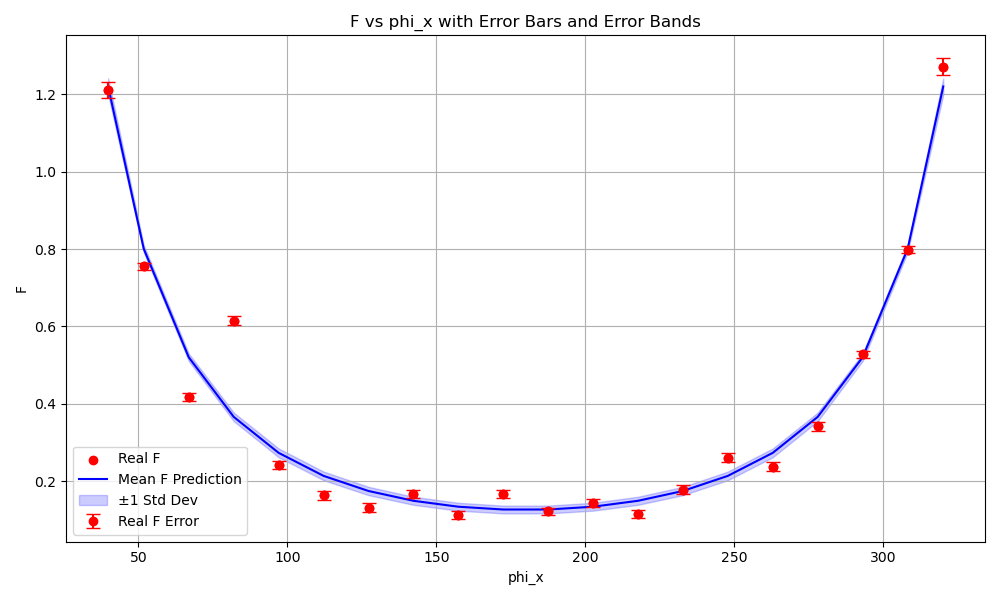 F vs phi_x with Error Bars and Error Bands
F
1.2
1.0
0.8
0.6
0.4
0.2
Real F
Mean F Prediction
±1 Std Dev
Real F Error
50 100 150 200 250 300
phi_x